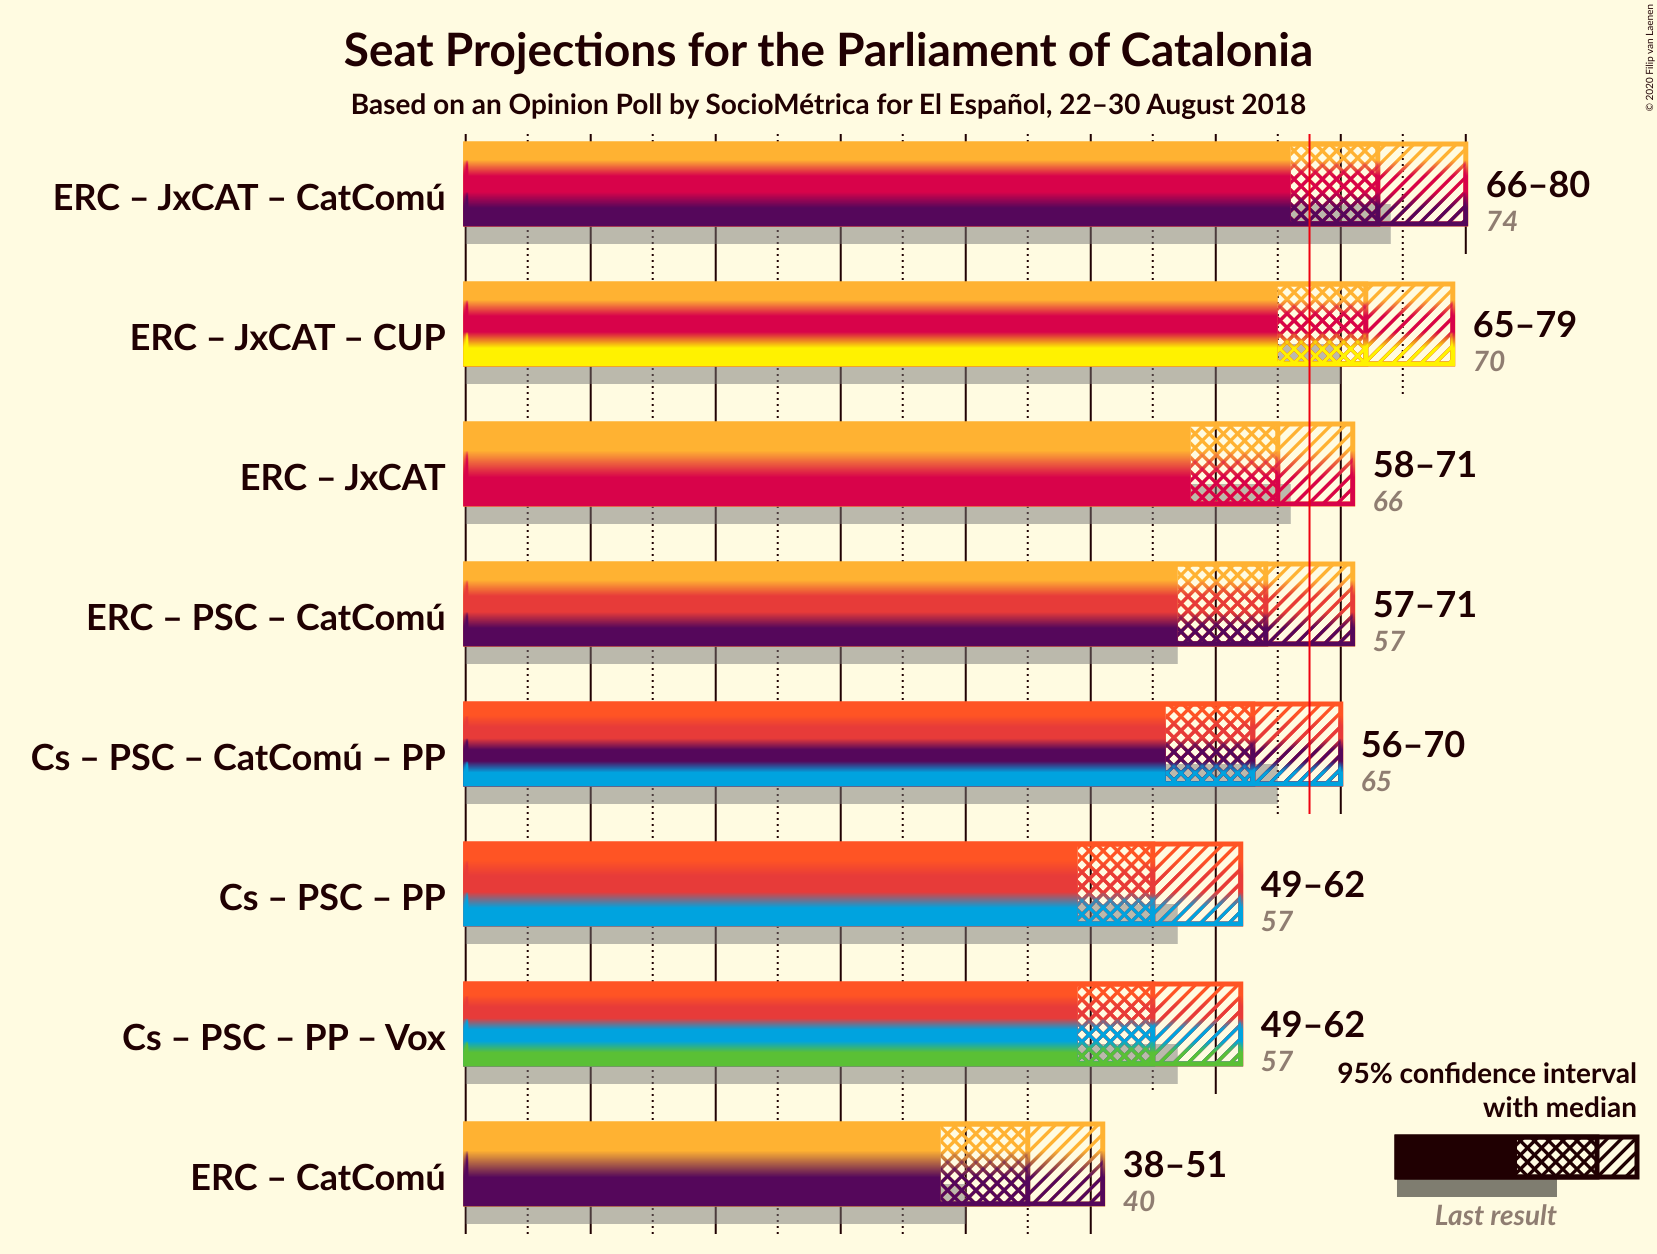 Seat Projections for the Parliament of Catalonia
Based on an Opinion Poll by SocioMétrica for El Español, 22–30 August 2018
© 2020 Filip van Laenen
ERC – JxCAT – CatComú
66–80
74
ERC – JxCAT – CUP
65–79
70
ERC – JxCAT
58–71
66
ERC – PSC – CatComú
57–71
57
Cs – PSC – CatComú – PP
56–70
65
Cs – PSC – PP
49–62
57
Cs – PSC – PP – Vox
49–62
57
ERC – CatComú
38–51
40
95% confidence interval
with median
Last result